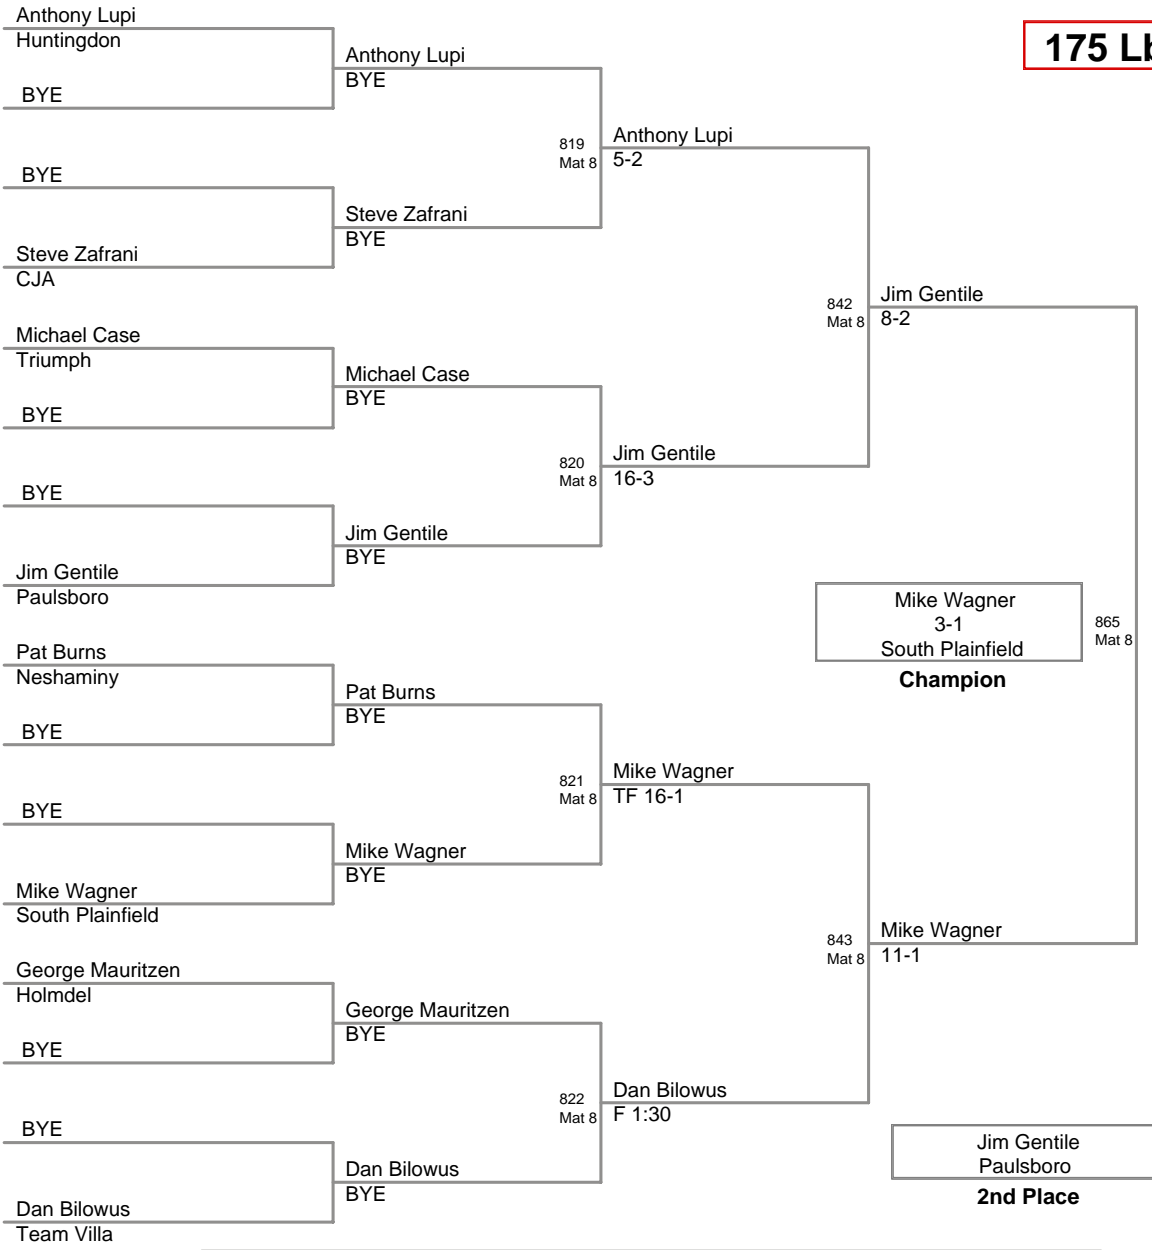 Anthony Lupi
Huntingdon
BYE
BYE
Steve Zafrani
CJA
Michael Case
Triumph
BYE
BYE
Jim Gentile
Paulsboro
Pat Burns
Neshaminy
BYE
BYE
Mike Wagner
South Plainfield
George Mauritzen
Holmdel
BYE
BYE
Dan Bilowus
Team Villa
Anthony Lupi
BYE
Steve Zafrani
BYE
Michael Case
BYE
Jim Gentile
BYE
Pat Burns
BYE
Mike Wagner
BYE
George Mauritzen
BYE
Dan Bilowus
BYE
819
Mat 8
Anthony Lupi
5-2
820
Mat 8
Jim Gentile
16-3
821
Mat 8
Mike Wagner
TF 16-1
822
Mat 8
Dan Bilowus
F 1:30
842
Mat 8
Jim Gentile
8-2
843
Mat 8
Mike Wagner
11-1
175 Lb
Mike Wagner
3-1
South Plainfield
Champion
865
Mat 8
Jim Gentile
Paulsboro
2nd Place